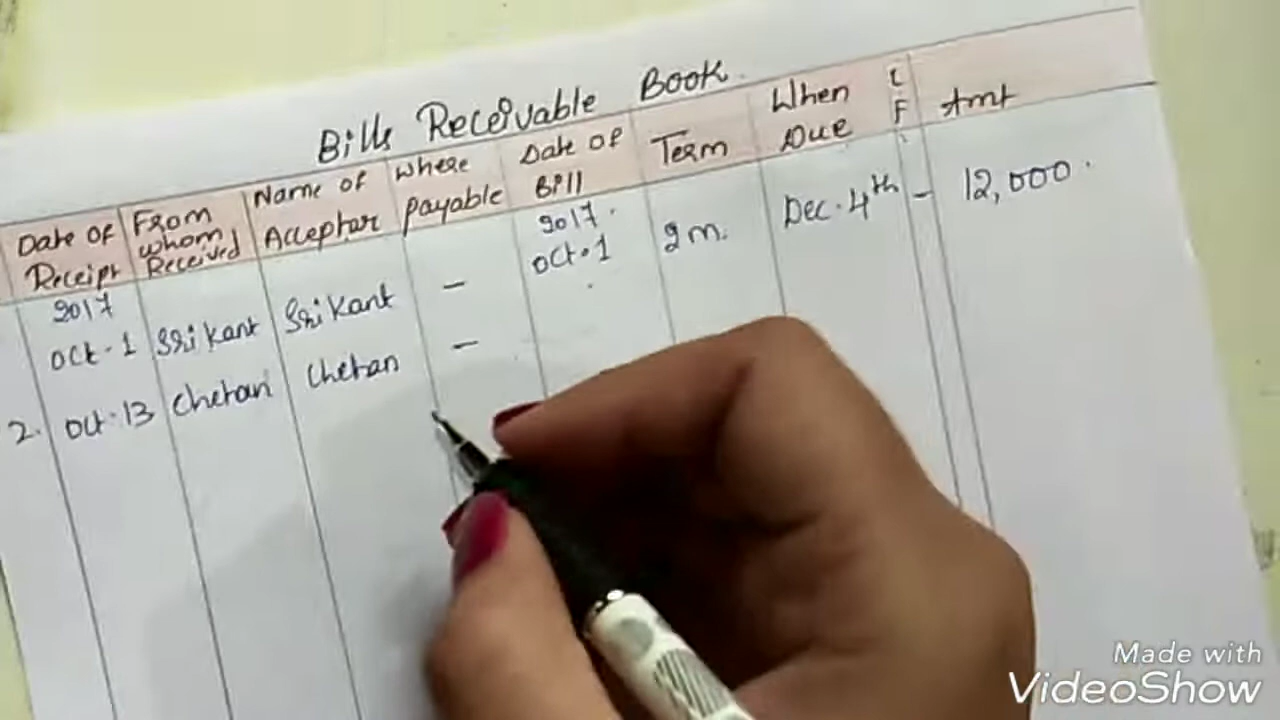 Bills Receivable Book
Date of Receipt
From whom Received
Name of Acceptor
Where payable
Date of Bill
Term
When Due
L F
Amt
2017
Oct.1 Srikant Srikant - 2017. Oct.1 2m. Dec.4th - 12,000.
2. Oct.13 Chetan Chetan -
Made with
VideoShow